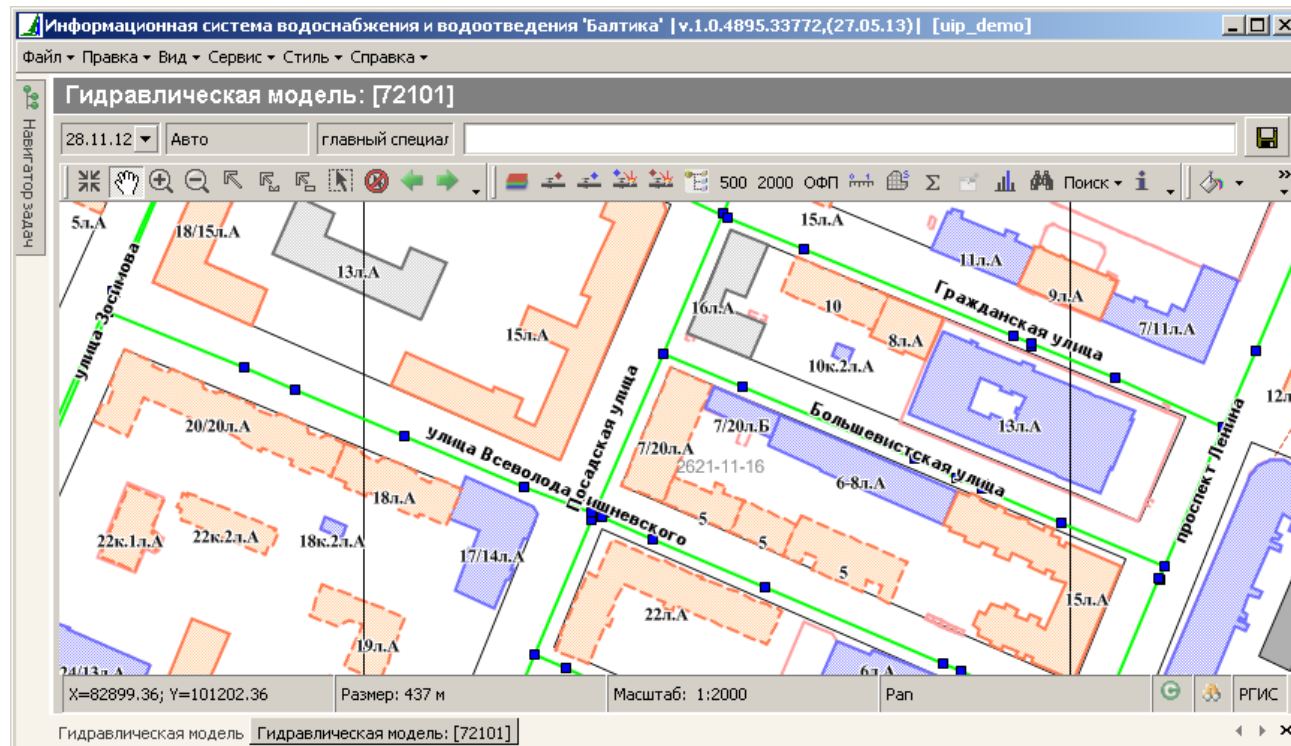 Информационная система водоснабжения и водоотведения 'Балтика' |v.1.0.4895.33772,(27.05.13)| [uip_demo]
Файл Правка Вид Сервис Стиль Справка
Навигатор задач
Гидравлическая модель: [72101]
28.11.12 Авто главный специал
500 2000 ОФП Σ Поиск i »
5л.А
18/15л.А
13л.А
15л.А
15л.А
11л.А
9л.А
7/11л.А
улица Зосимова
16л.А
10
8л.А
10к.2л.А
Гражданская улица
13л.А
12л
20/20л.А
18л.А
улица Всеволода Вишневского
Посадская улица
7/20л.А
7/20л.Б
Большевистская улица
6-8л.А
проспект Ленина
2621-11-16
22к.1л.А
22к.2л.А
18к.2л.А
17/14л.А
5
5
5
15л.А
22л.А
19л.А
24/13л.А
6л.А
X=82899.36; Y=101202.36 Размер: 437 м Масштаб: 1:2000 Pan РГИС
Гидравлическая модель Гидравлическая модель: [72101]